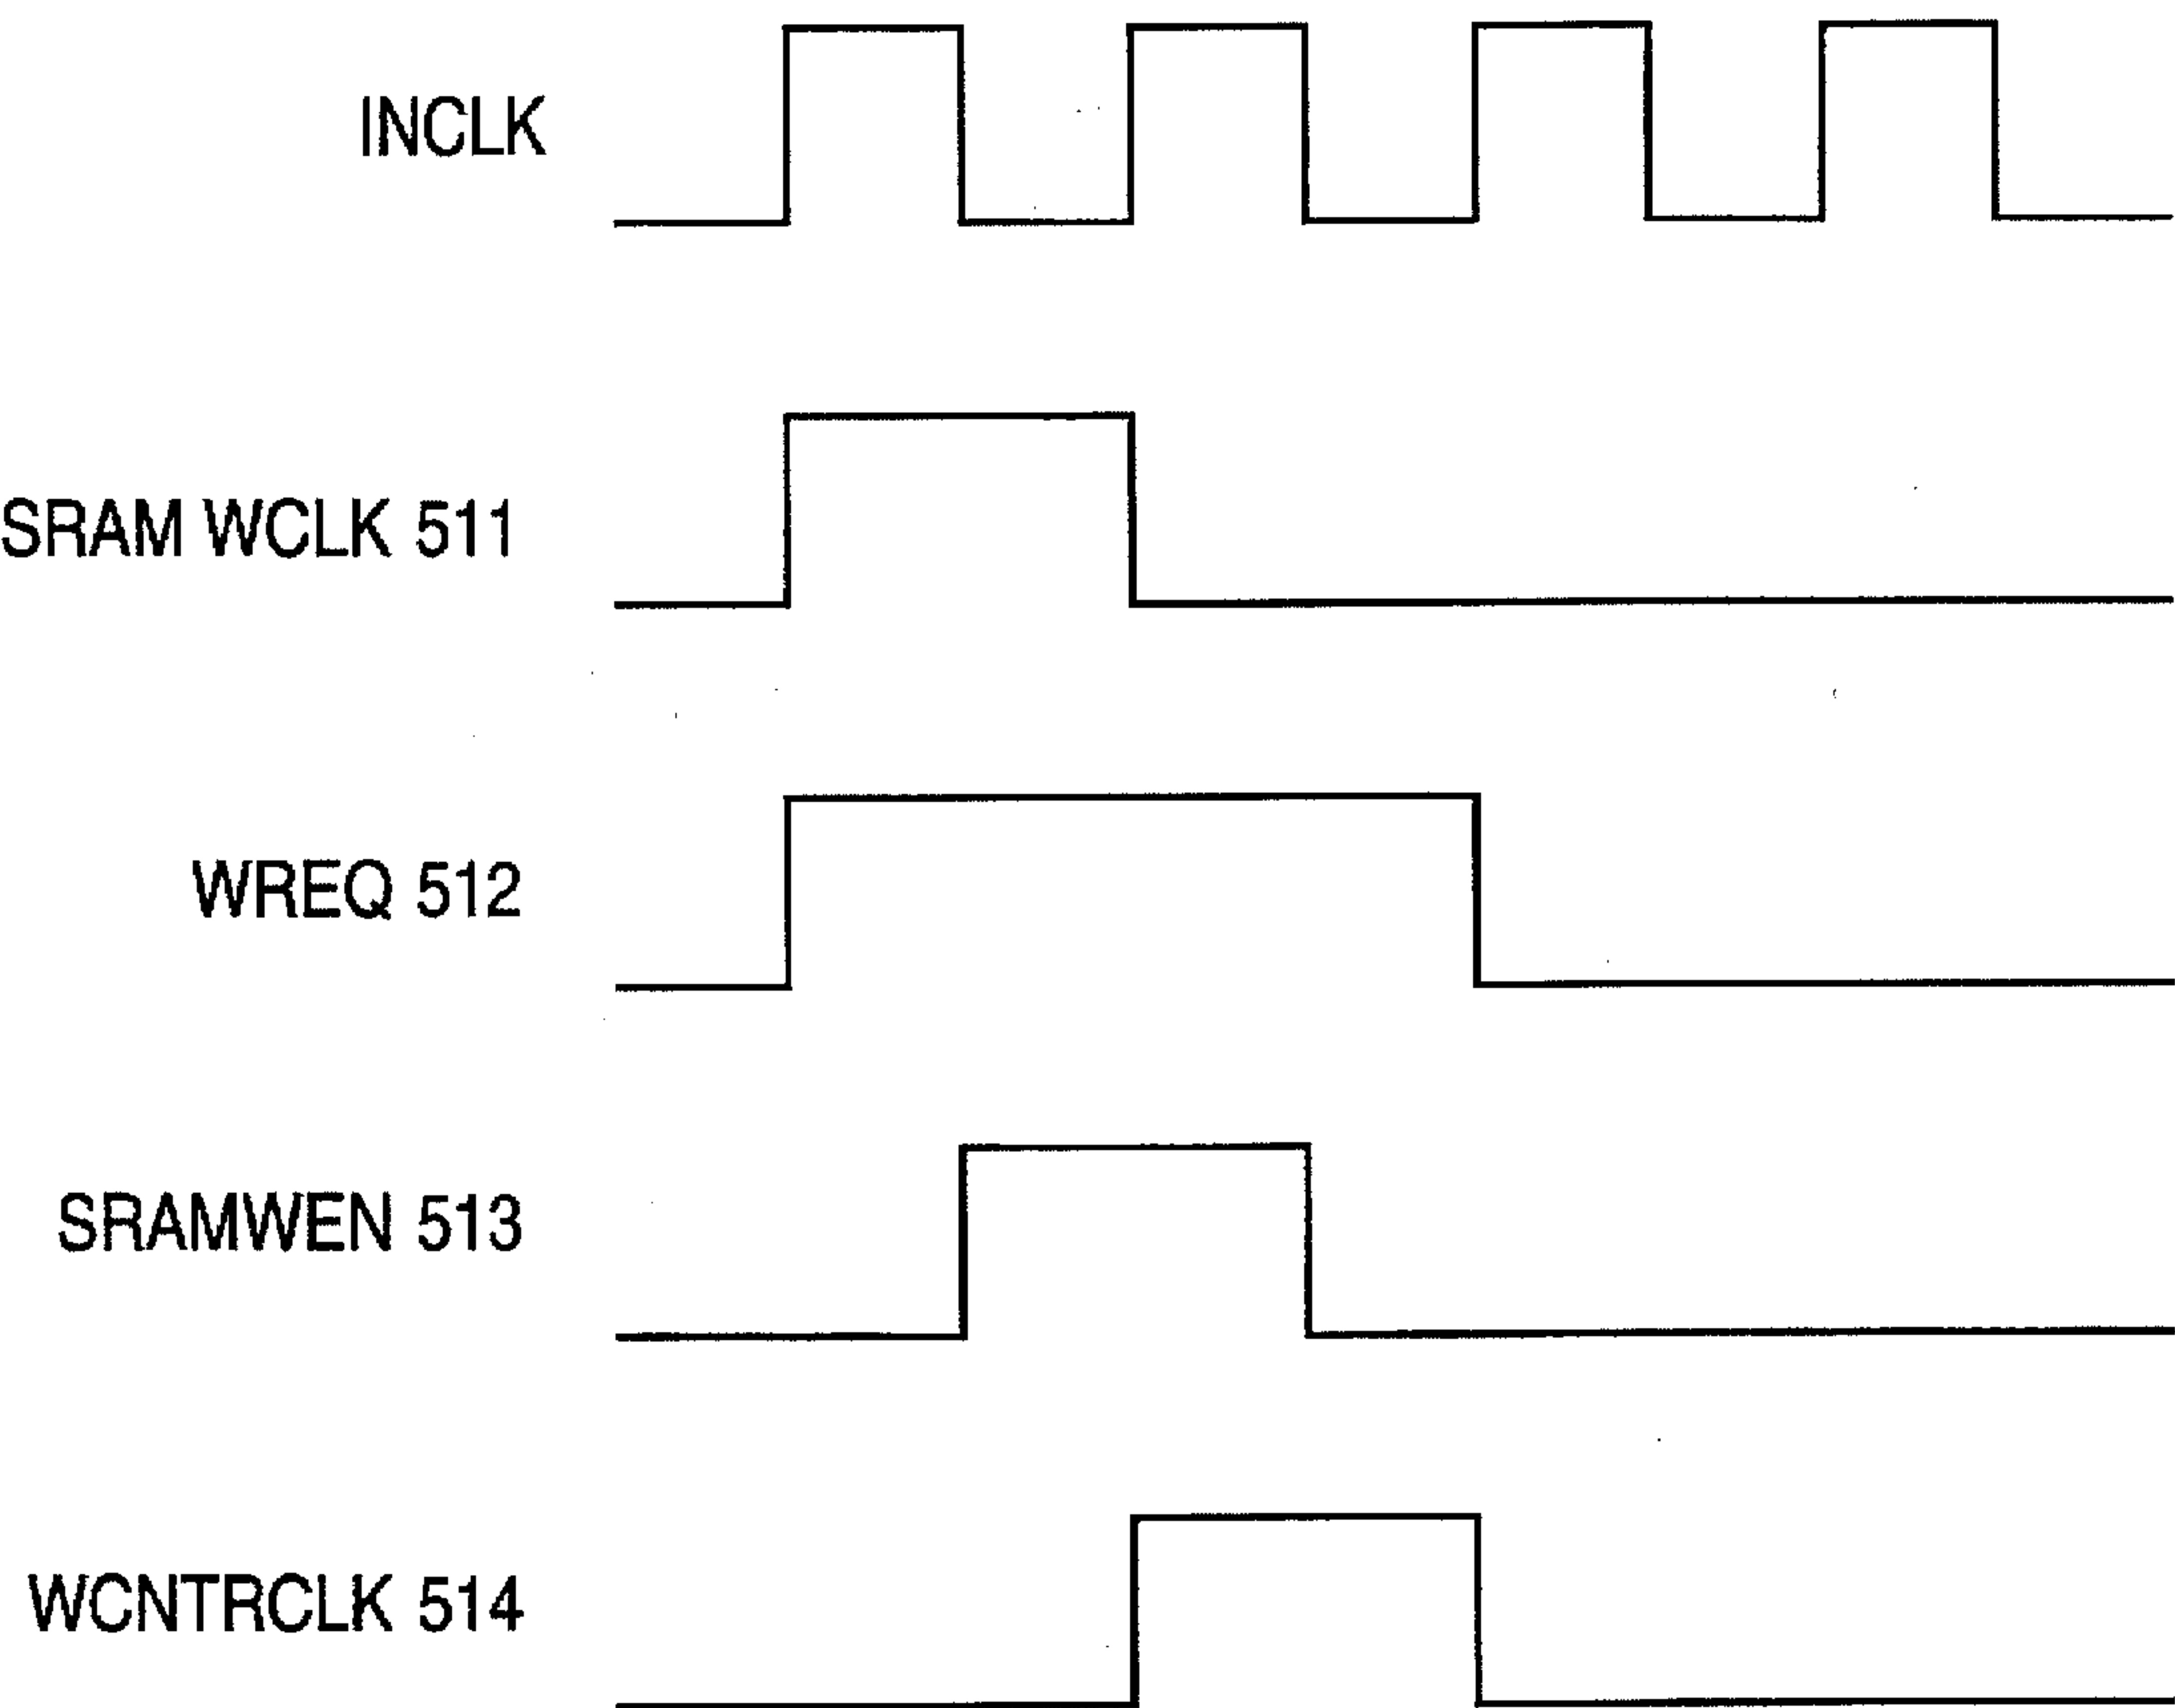 INCLK
SRAM WCLK 511
WREQ 512
SRAMWEN 513
WCNTRCLK 514